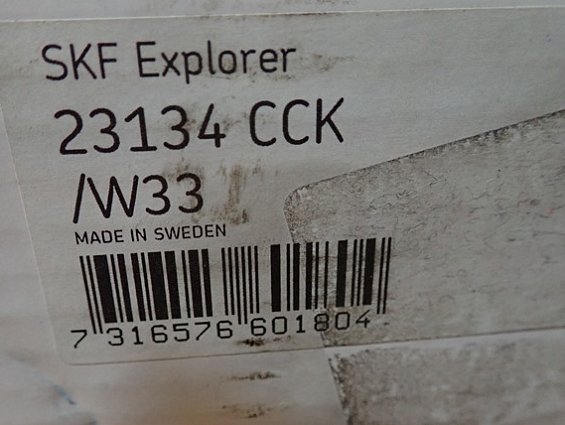 SKF Explorer
23134 CCK
/W33
MADE IN SWEDEN
7 316576 601804